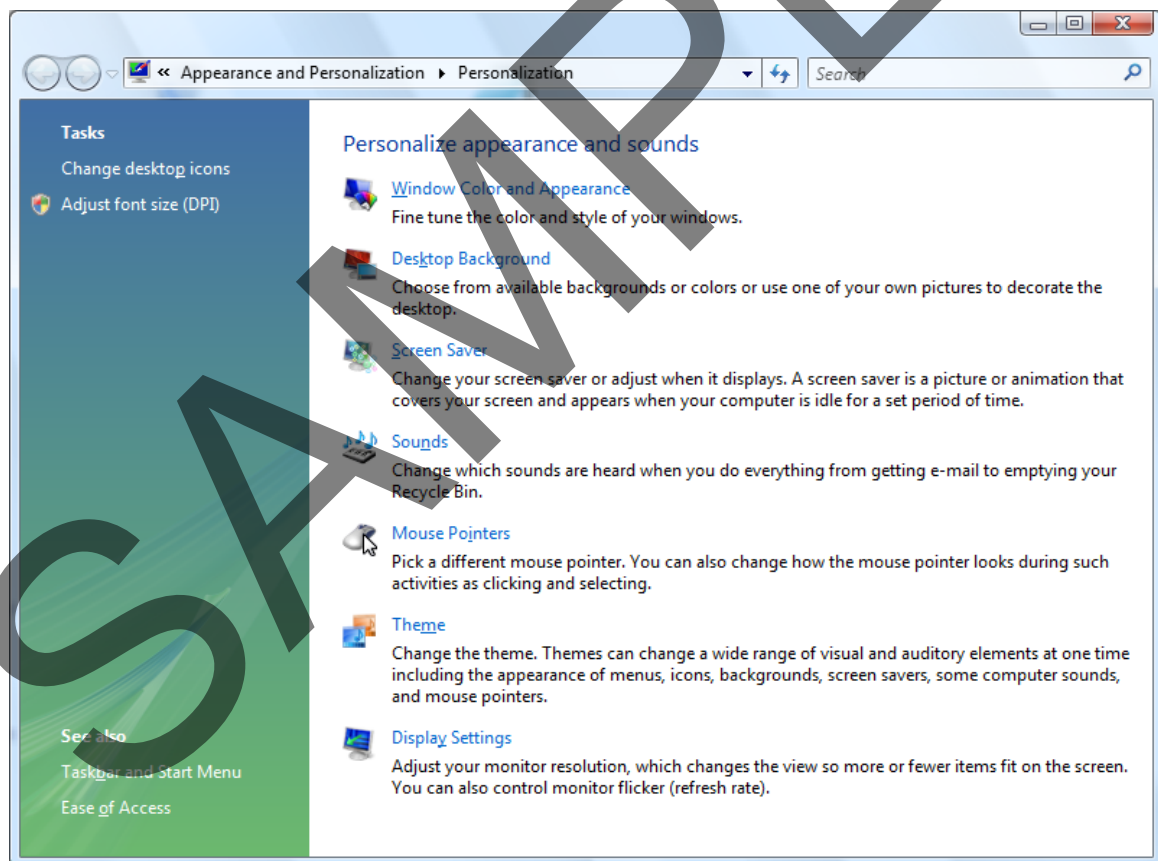 « Appearance and Personalization ▸ Personalization
Search
Tasks
Change desktop icons
Adjust font size (DPI)
See also
Taskbar and Start Menu
Ease of Access
Personalize appearance and sounds
Window Color and Appearance
Fine tune the color and style of your windows.
Desktop Background
Choose from available backgrounds or colors or use one of your own pictures to decorate the
desktop.
Screen Saver
Change your screen saver or adjust when it displays. A screen saver is a picture or animation that
covers your screen and appears when your computer is idle for a set period of time.
Sounds
Change which sounds are heard when you do everything from getting e-mail to emptying your
Recycle Bin.
Mouse Pointers
Pick a different mouse pointer. You can also change how the mouse pointer looks during such
activities as clicking and selecting.
Theme
Change the theme. Themes can change a wide range of visual and auditory elements at one time
including the appearance of menus, icons, backgrounds, screen savers, some computer sounds,
and mouse pointers.
Display Settings
Adjust your monitor resolution, which changes the view so more or fewer items fit on the screen.
You can also control monitor flicker (refresh rate).
SAMPLE